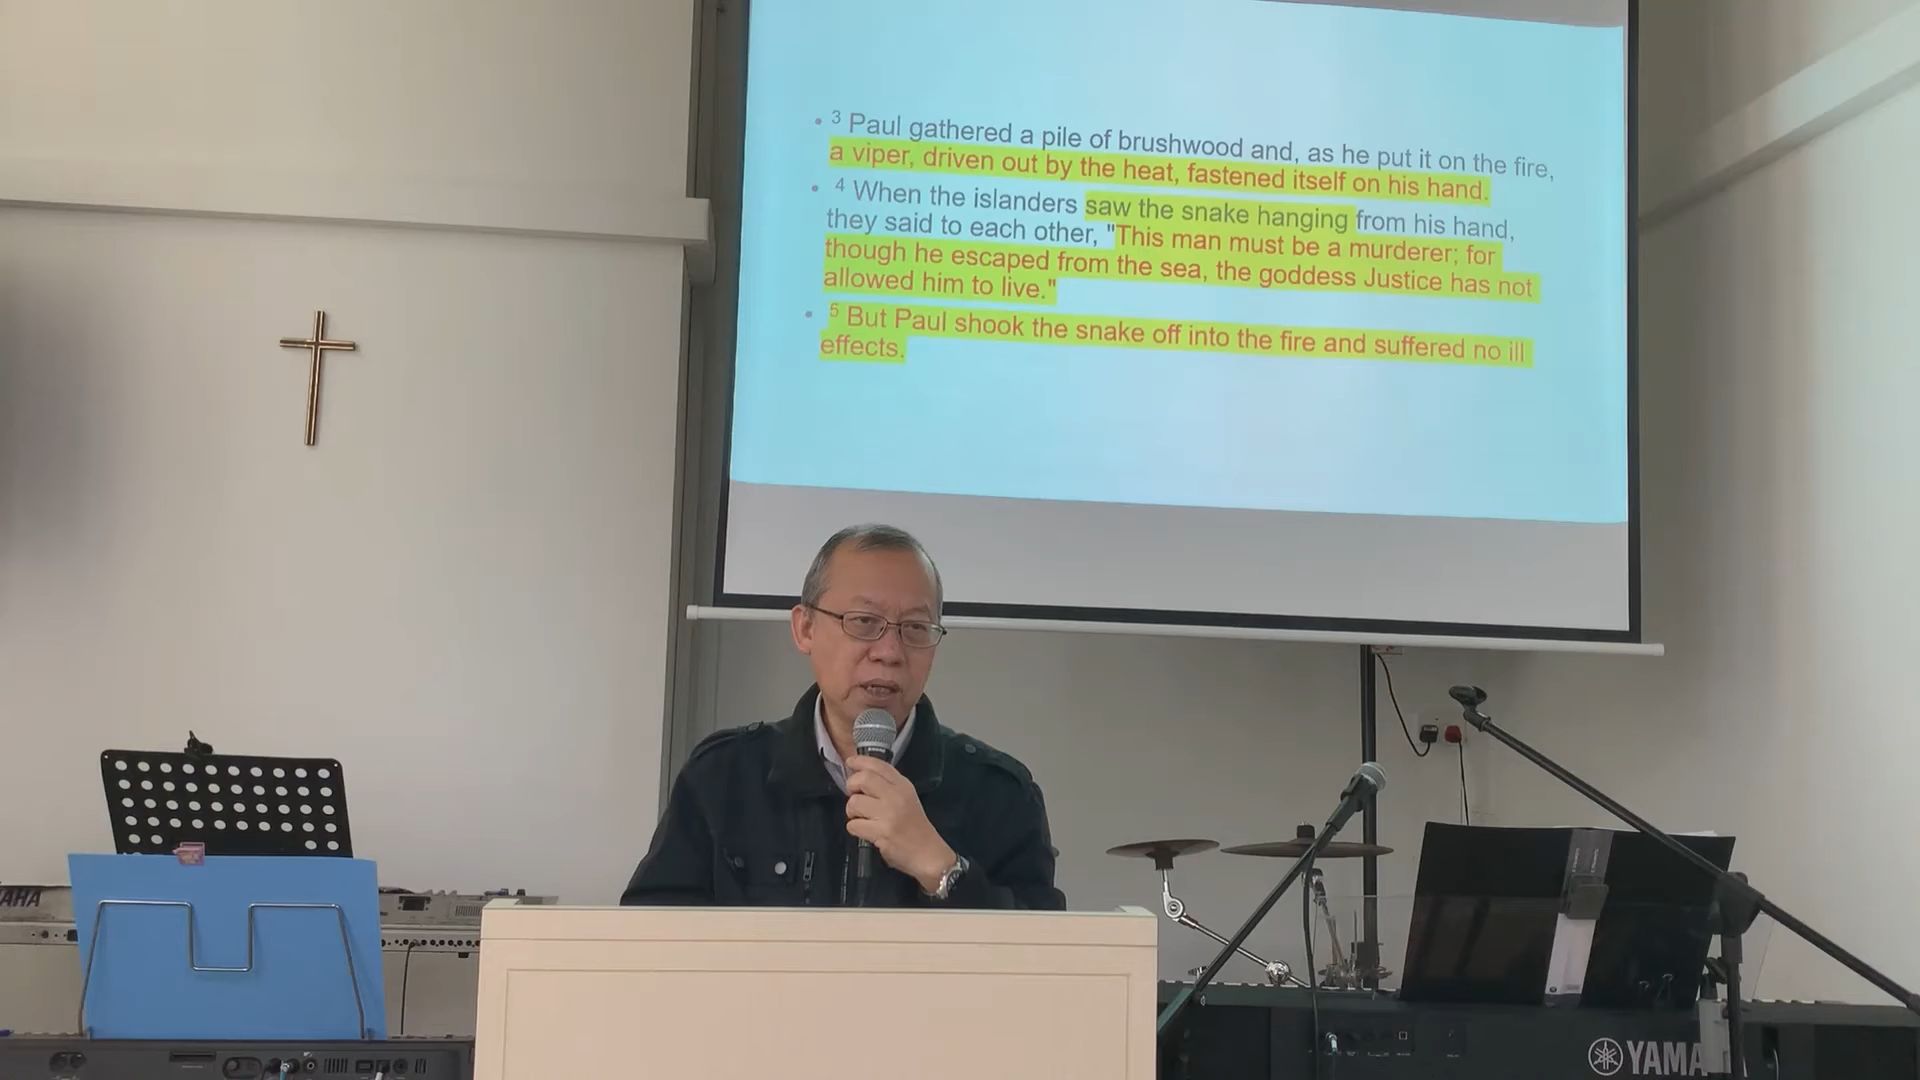 • 3 Paul gathered a pile of brushwood and, as he put it on the fire,
a viper, driven out by the heat, fastened itself on his hand.
• 4 When the islanders saw the snake hanging from his hand,
they said to each other, "This man must be a murderer; for
though he escaped from the sea, the goddess Justice has not
allowed him to live."
• 5 But Paul shook the snake off into the fire and suffered no ill
effects.
AHA
YAMA